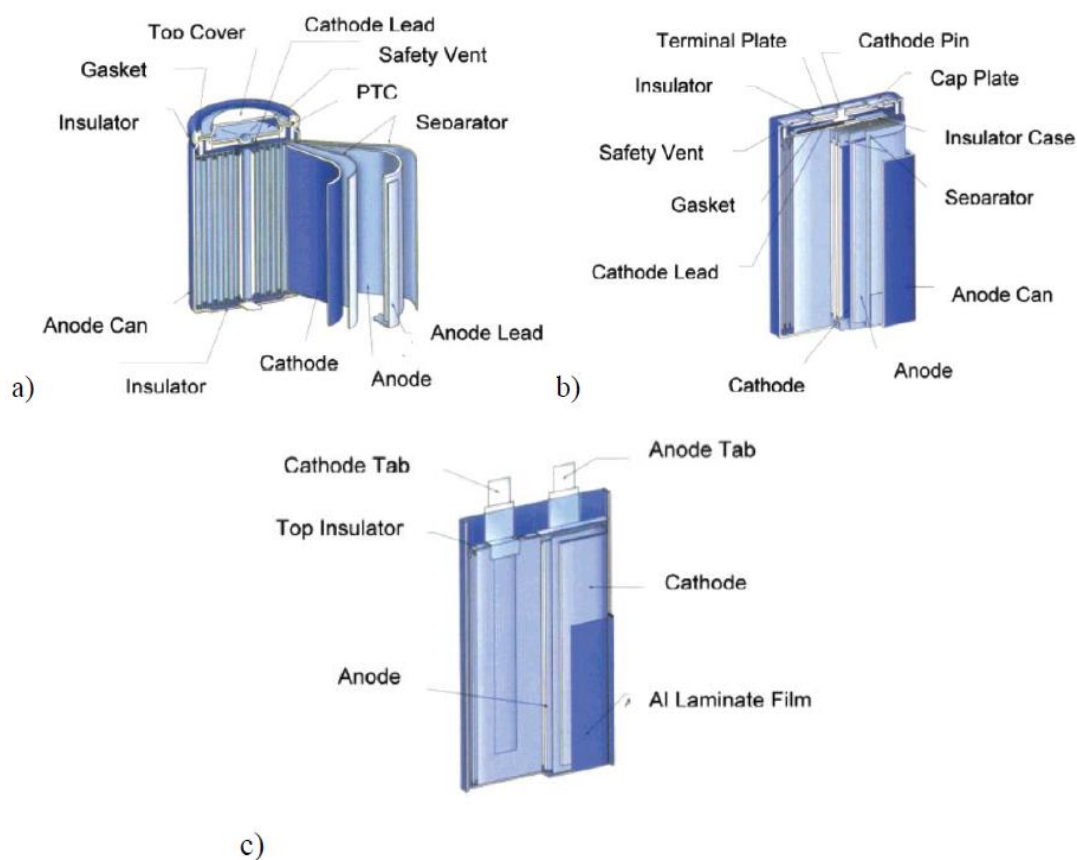 Top Cover
Cathode Lead
Gasket
Safety Vent
PTC
Insulator
Separator
Anode Can
Anode Lead
Cathode
Anode
Insulator
a)
Terminal Plate
Cathode Pin
Insulator
Cap Plate
Safety Vent
Insulator Case
Gasket
Separator
Cathode Lead
Anode Can
Cathode
Anode
b)
Cathode Tab
Anode Tab
Top Insulator
Cathode
Anode
Al Laminate Film
c)